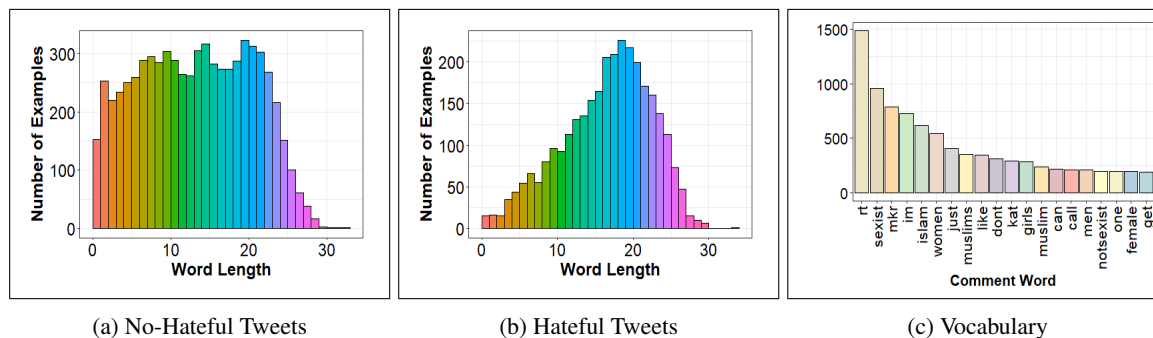 Number of Examples
300
200
100
0
0
10
20
30
Word Length
(a) No-Hateful Tweets
Number of Examples
200
150
100
50
0
0
10
20
30
Word Length
(b) Hateful Tweets
1500
1000
500
0
rt
sexist
mkr
im
islam
women
just
muslims
like
dont
kat
girls
muslim
can
call
men
notsexist
one
female
get
Comment Word
(c) Vocabulary